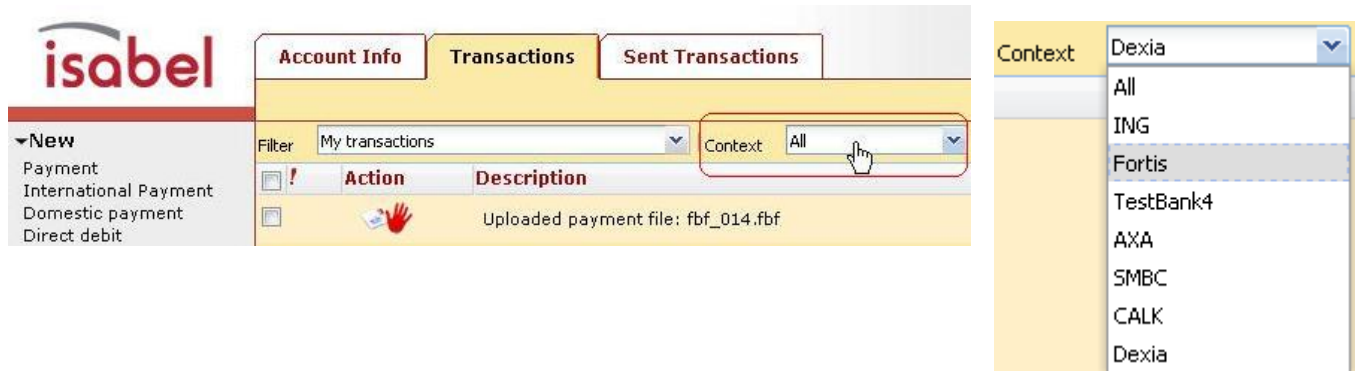 isabel
Account Info Transactions Sent Transactions
Filter My transactions Context All
! Action Description
Uploaded payment file: fbf_014.fbf
New
Payment
International Payment
Domestic payment
Direct debit
Context Dexia
All
ING
Fortis
TestBank4
AXA
SMBC
CALK
Dexia